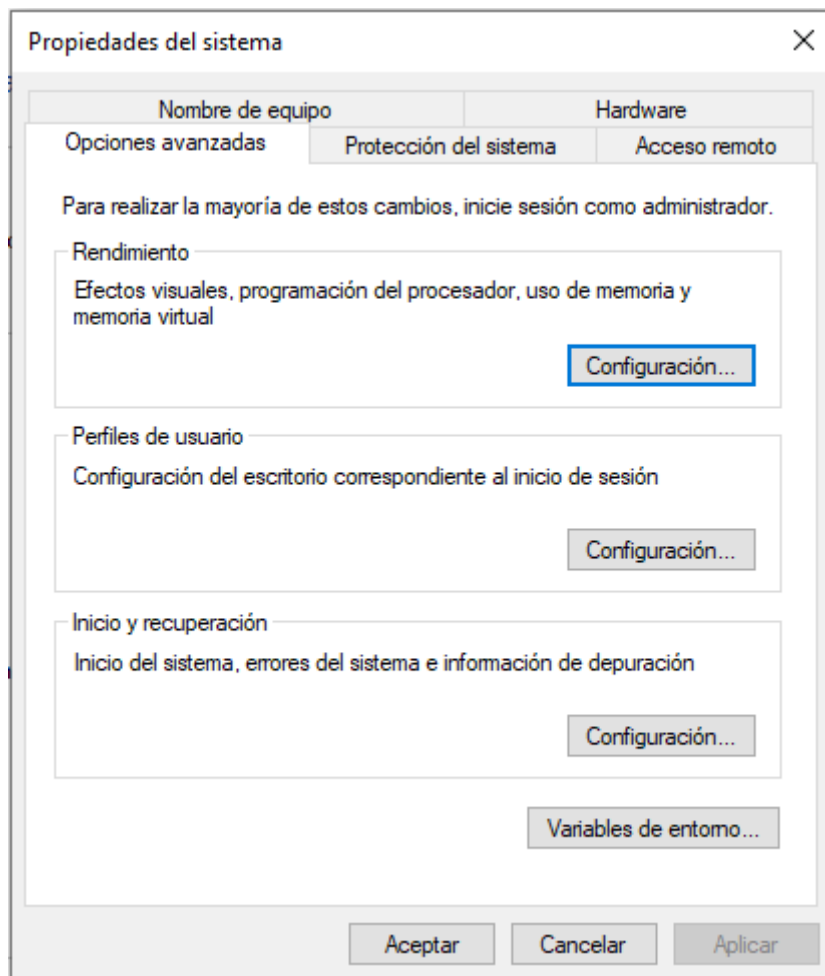 Propiedades del sistema
Nombre de equipo
Hardware
Opciones avanzadas
Protección del sistema
Acceso remoto
Para realizar la mayoría de estos cambios, inicie sesión como administrador.
Rendimiento
Efectos visuales, programación del procesador, uso de memoria y
memoria virtual
Configuración...
Perfiles de usuario
Configuración del escritorio correspondiente al inicio de sesión
Configuración...
Inicio y recuperación
Inicio del sistema, errores del sistema e información de depuración
Configuración...
Variables de entorno...
Aceptar
Cancelar
Aplicar